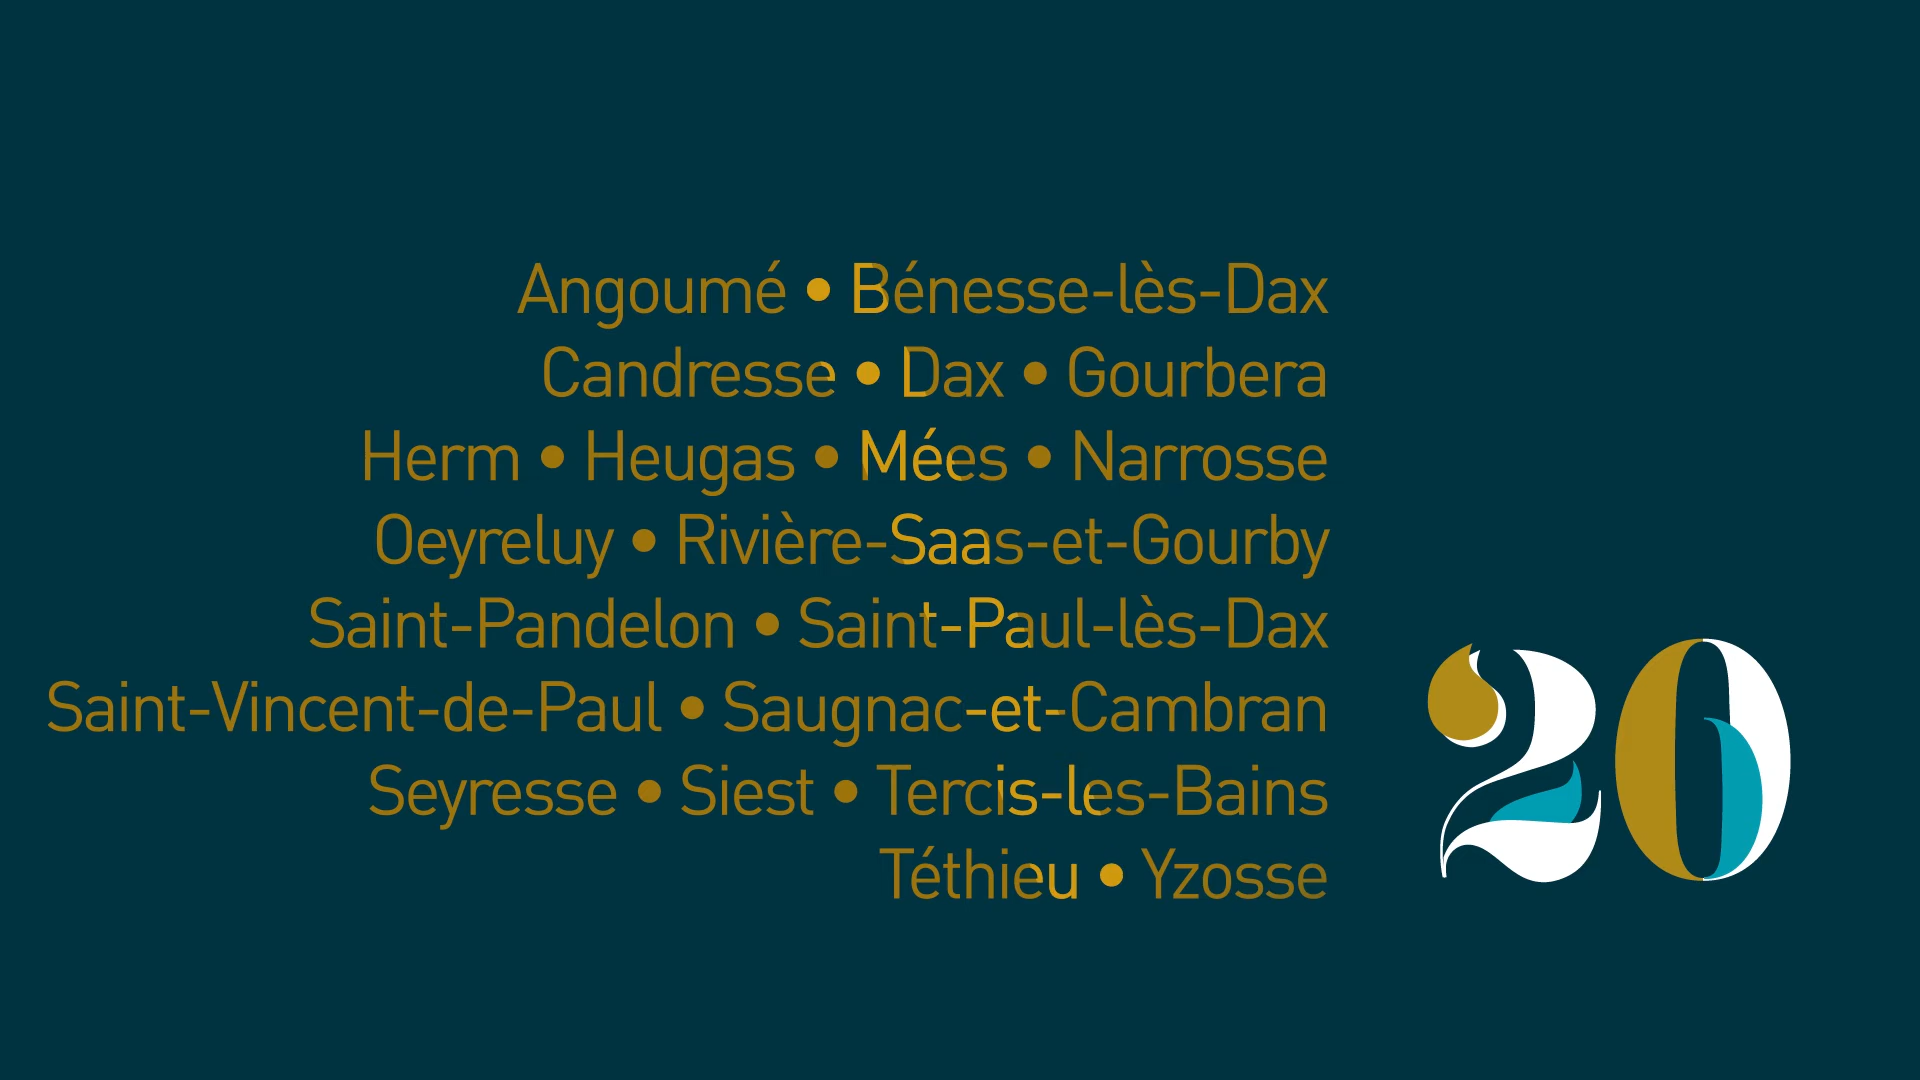 Angoumé • Bénesse-lès-Dax
Candresse • Dax • Gourbera
Herm • Heugas • Mées • Narrosse
Oeyreluy • Rivière-Saas-et-Gourby
Saint-Pandelon • Saint-Paul-lès-Dax
Saint-Vincent-de-Paul • Saugnac-et-Cambran
Seyresse • Siest • Tercis-les-Bains
Téthieu • Yzosse
20